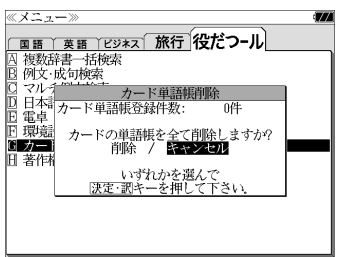 ≪メニュー≫
国語 英語 ビジネス 旅行 役だつール
A 複数辞書一括検索
B 例文・成句検索
C マルチ
D 日本
E 電卓
F 環境
G カード
H 著作
カード単語帳削除
カード単語帳登録件数: 0件
カードの単語帳を全て削除しますか?
削除 / キャンセル
いずれかを選んで
決定・訳キーを押して下さい。